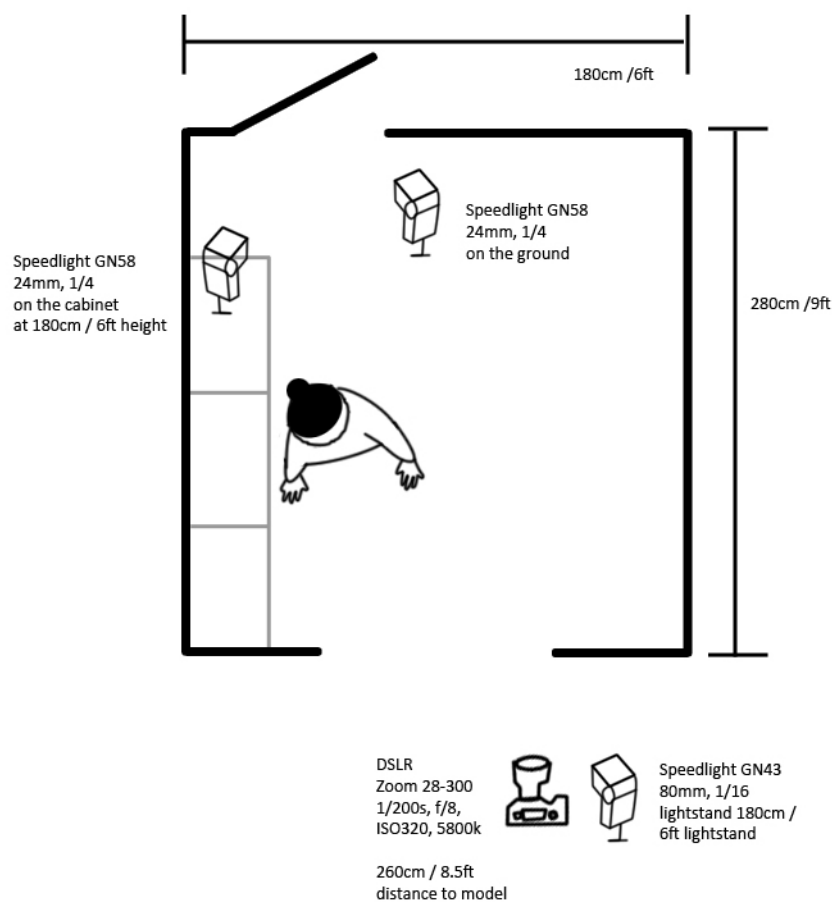 180cm /6ft
Speedlight GN58
24mm, 1/4
on the ground
Speedlight GN58
24mm, 1/4
on the cabinet
at 180cm / 6ft height
280cm /9ft
DSLR
Zoom 28-300
1/200s, f/8,
ISO320, 5800k
260cm / 8.5ft
distance to model
Speedlight GN43
80mm, 1/16
lightstand 180cm /
6ft lightstand